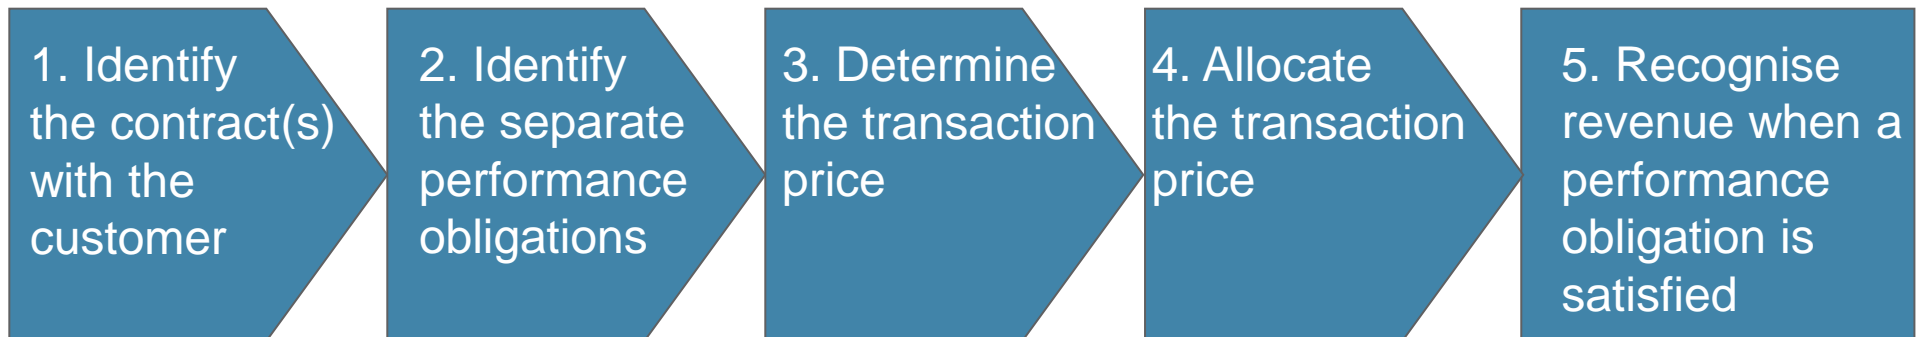 1. Identify
the contract(s)
with the
customer
2. Identify
the separate
performance
obligations
3. Determine
the transaction
price
4. Allocate
the transaction
price
5. Recognise
revenue when a
performance
obligation is
satisfied